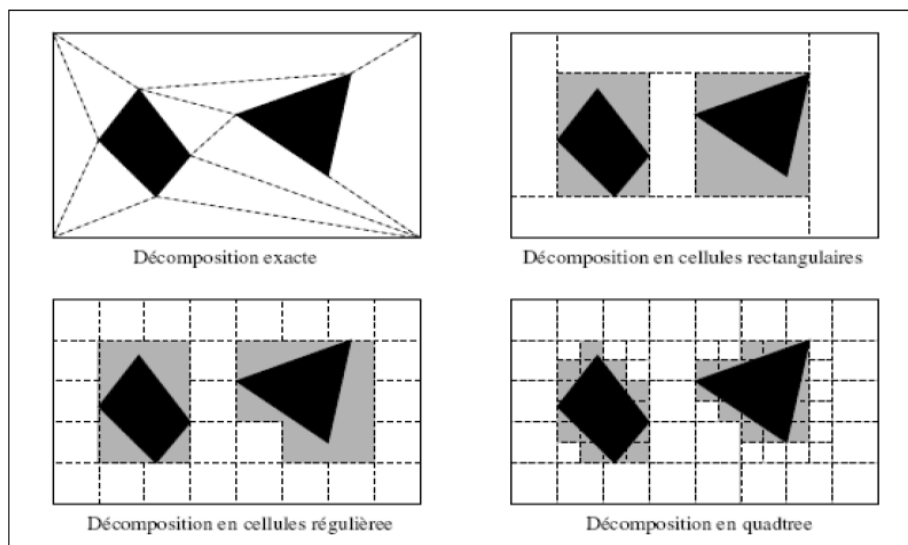 Décomposition exacte
Décomposition en cellules rectangulaires
Décomposition en cellules régulièree
Décomposition en quadtree